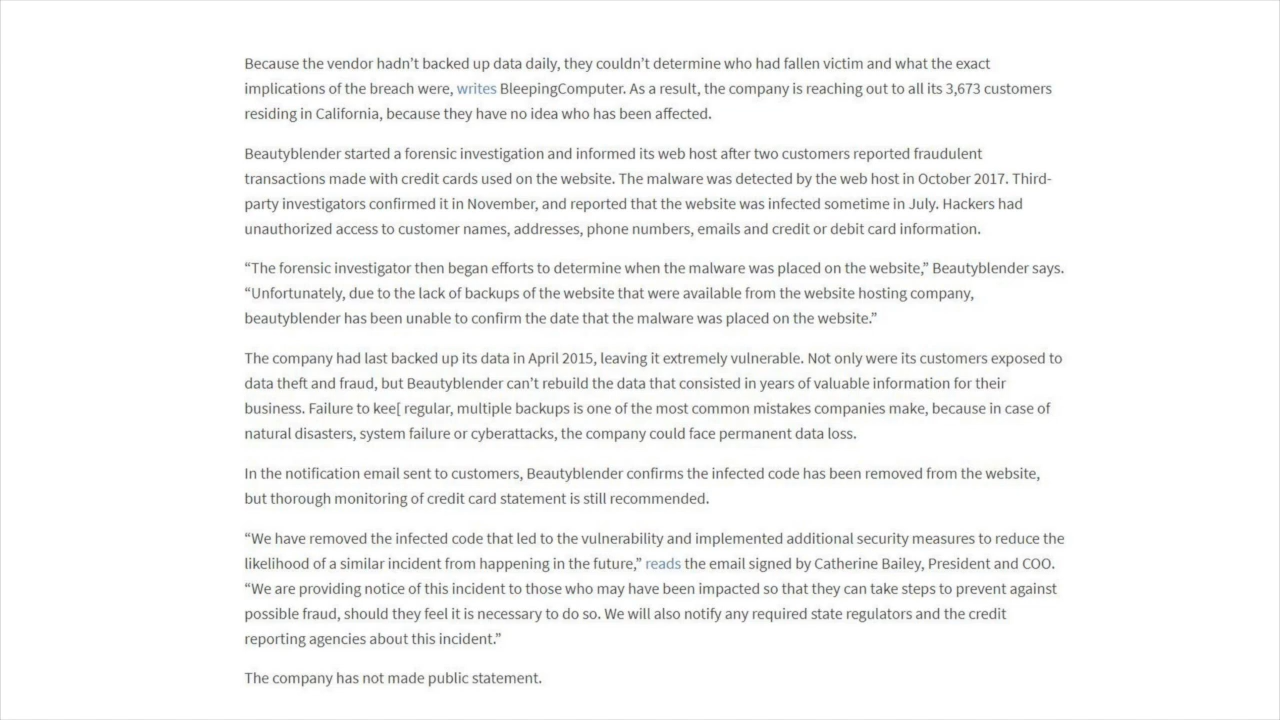 Because the vendor hadn’t backed up data daily, they couldn’t determine who had fallen victim and what the exact
implications of the breach were, writes BleepingComputer. As a result, the company is reaching out to all its 3,673 customers
residing in California, because they have no idea who has been affected.
Beautyblender started a forensic investigation and informed its web host after two customers reported fraudulent
transactions made with credit cards used on the website. The malware was detected by the web host in October 2017. Third-
party investigators confirmed it in November, and reported that the website was infected sometime in July. Hackers had
unauthorized access to customer names, addresses, phone numbers, emails and credit or debit card information.
“The forensic investigator then began efforts to determine when the malware was placed on the website,” Beautyblender says.
“Unfortunately, due to the lack of backups of the website that were available from the website hosting company,
beautyblender has been unable to confirm the date that the malware was placed on the website.”
The company had last backed up its data in April 2015, leaving it extremely vulnerable. Not only were its customers exposed to
data theft and fraud, but Beautyblender can’t rebuild the data that consisted in years of valuable information for their
business. Failure to kee[ regular, multiple backups is one of the most common mistakes companies make, because in case of
natural disasters, system failure or cyberattacks, the company could face permanent data loss.
In the notification email sent to customers, Beautyblender confirms the infected code has been removed from the website,
but thorough monitoring of credit card statement is still recommended.
“We have removed the infected code that led to the vulnerability and implemented additional security measures to reduce the
likelihood of a similar incident from happening in the future,” reads the email signed by Catherine Bailey, President and COO.
“We are providing notice of this incident to those who may have been impacted so that they can take steps to prevent against
possible fraud, should they feel it is necessary to do so. We will also notify any required state regulators and the credit
reporting agencies about this incident.”
The company has not made public statement.